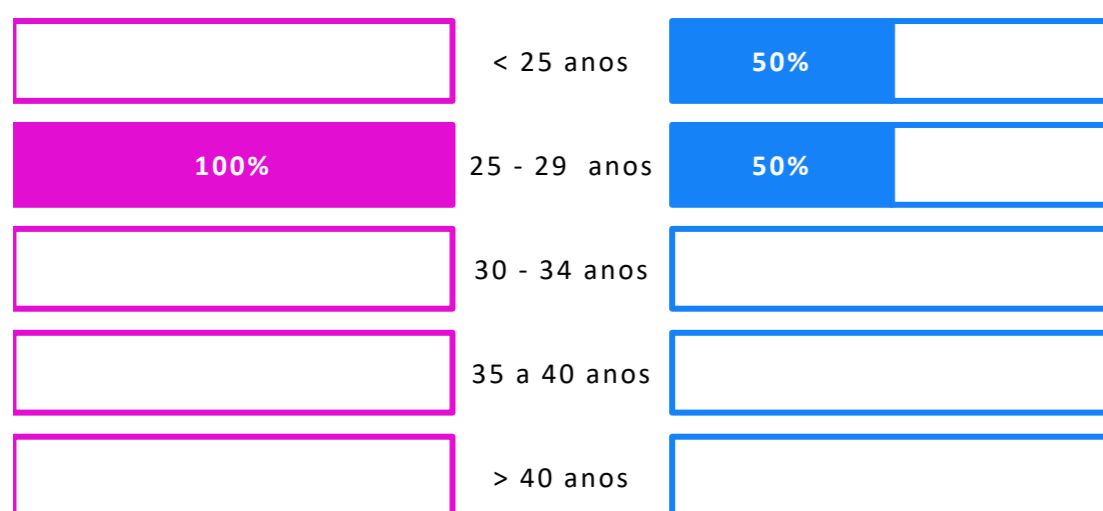 < 25 anos 50%
100% 25 - 29 anos 50%
30 - 34 anos
35 a 40 anos
> 40 anos